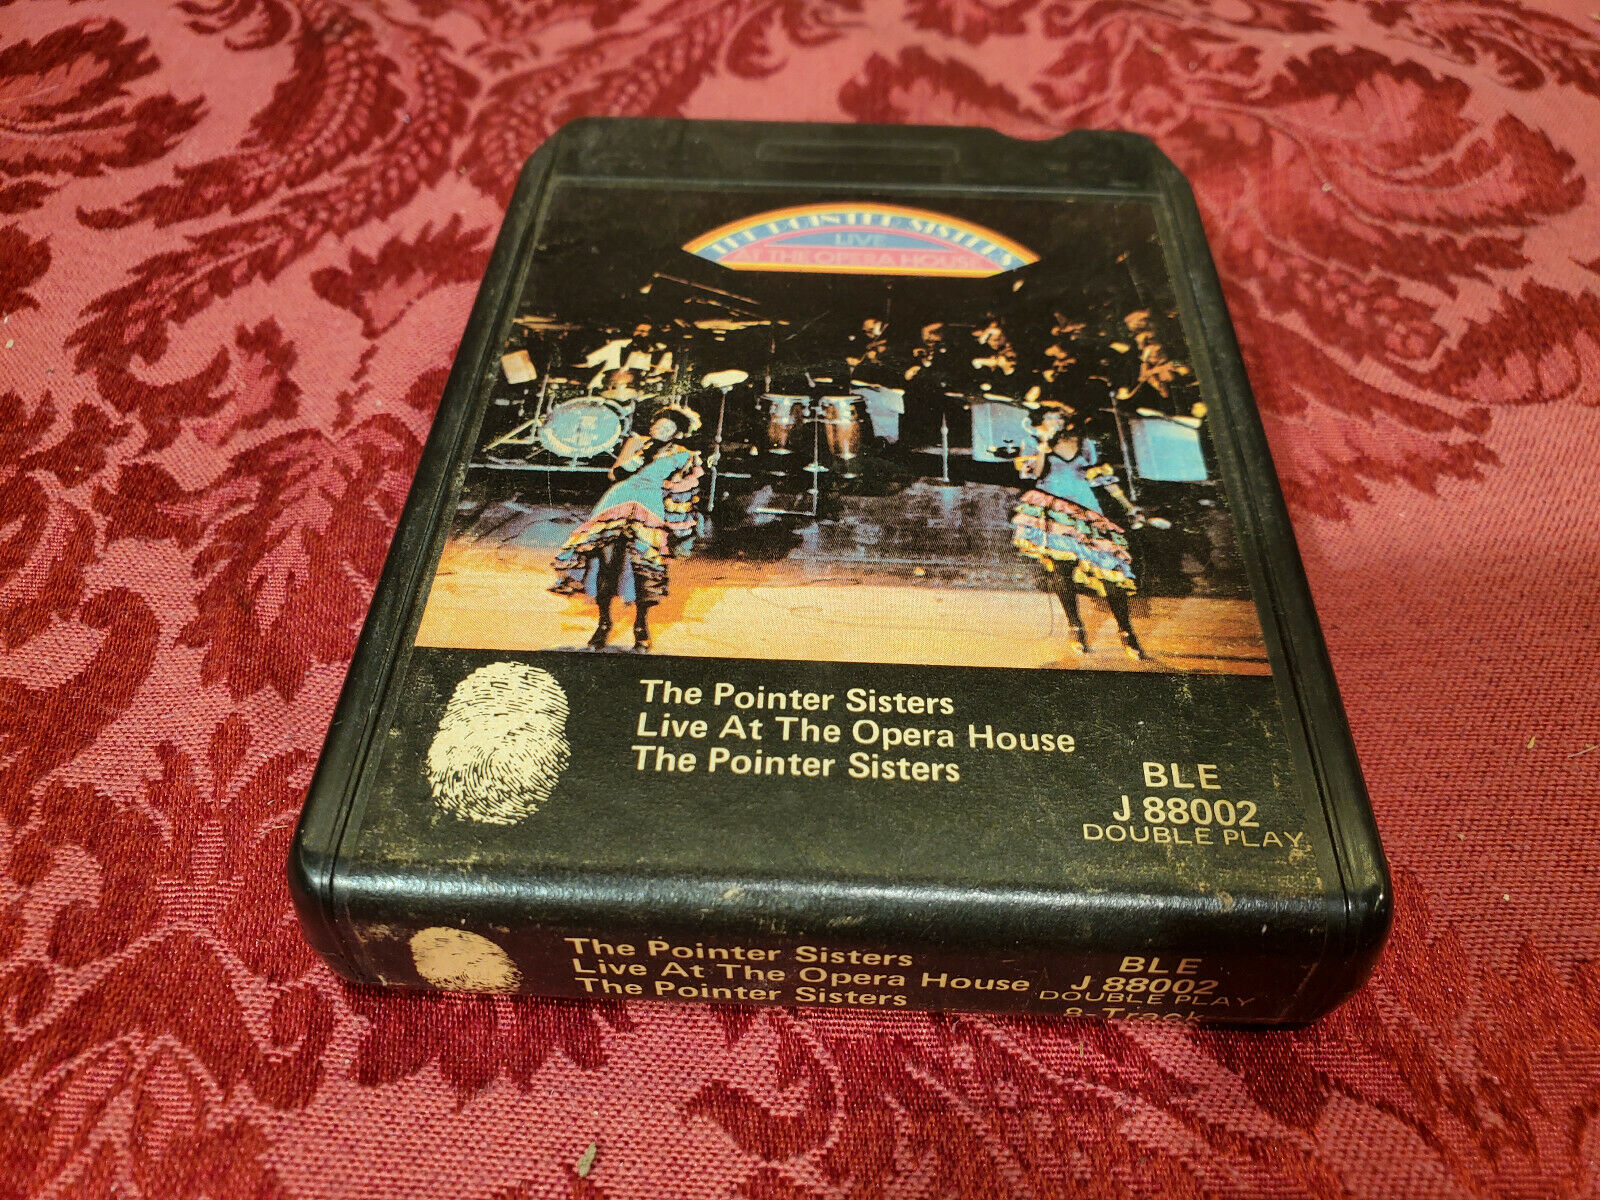 THE POINTER SISTERS
LIVE
AT THE OPERA HOUSE
The Pointer Sisters
Live At The Opera House
The Pointer Sisters
BLE
J 88002
DOUBLE PLAY
The Pointer Sisters
Live At The Opera House
The Pointer Sisters
BLE
J 88002
DOUBLE PLAY
8-Track